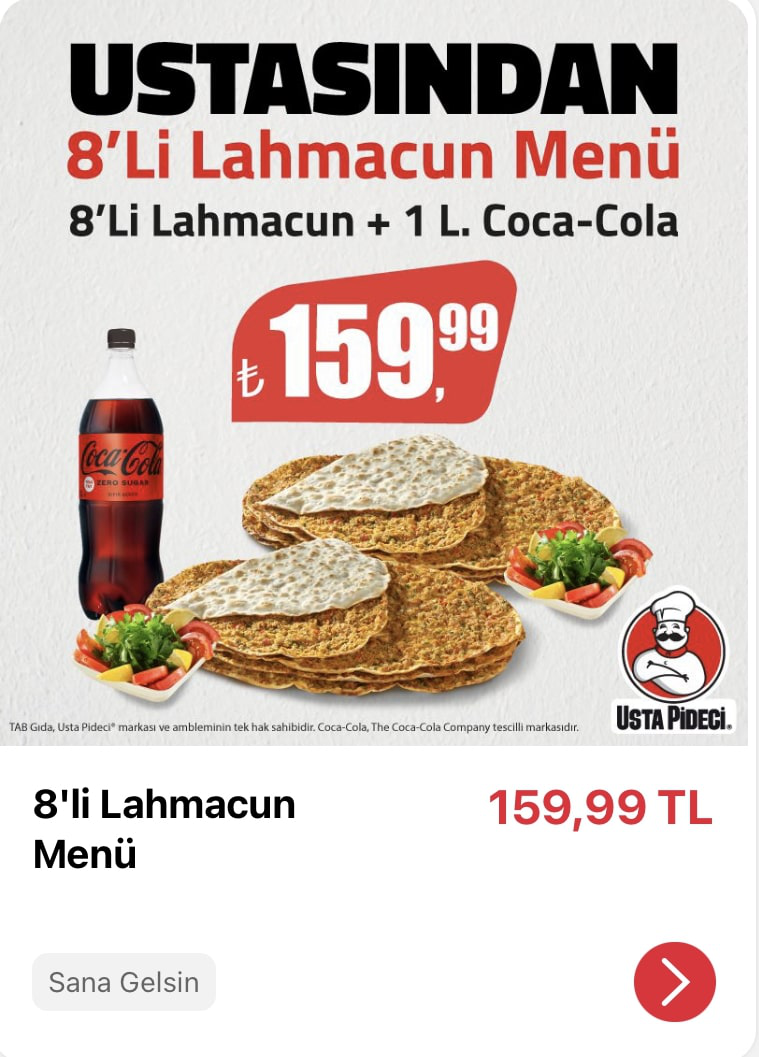 USTASINDAN
8’Li Lahmacun Menü
8’Li Lahmacun + 1 L. Coca-Cola
₺159,99
Coca-Cola
ZERO SUGAR
USTA PİDECİ®
TAB Gıda, Usta Pideci® markası ve ambleminin tek hak sahibidir. Coca-Cola, The Coca-Cola Company tescilli markasıdır.
8'li Lahmacun
Menü
159,99 TL
Sana Gelsin